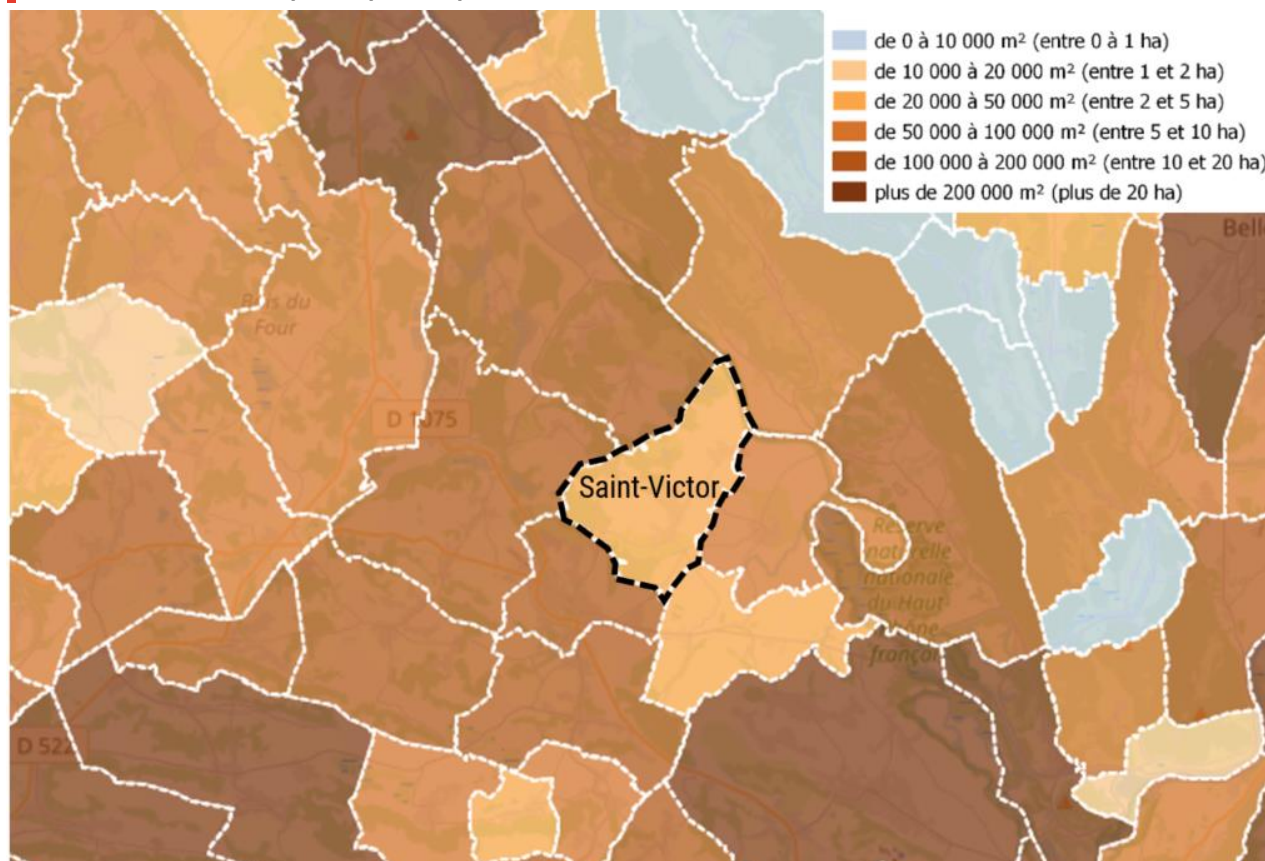 de 0 à 10 000 m² (entre 0 à 1 ha)
de 10 000 à 20 000 m² (entre 1 et 2 ha)
de 20 000 à 50 000 m² (entre 2 et 5 ha)
de 50 000 à 100 000 m² (entre 5 et 10 ha)
de 100 000 à 200 000 m² (entre 10 et 20 ha)
plus de 200 000 m² (plus de 20 ha)
Bois du
Four
D 1075
Saint-Victor
Réserve
naturelle
nationale
du Haut-
Rhône
français
D 522